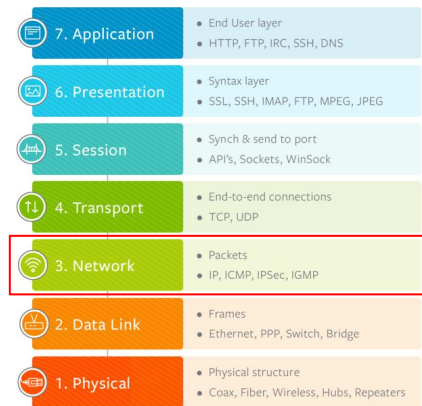 7. Application
• End User layer
• HTTP, FTP, IRC, SSH, DNS
6. Presentation
• Syntax layer
• SSL, SSH, IMAP, FTP, MPEG, JPEG
5. Session
• Synch & send to port
• API's, Sockets, WinSock
4. Transport
• End-to-end connections
• TCP, UDP
3. Network
• Packets
• IP, ICMP, IPSec, IGMP
2. Data Link
• Frames
• Ethernet, PPP, Switch, Bridge
1. Physical
• Physical structure
• Coax, Fiber, Wireless, Hubs, Repeaters